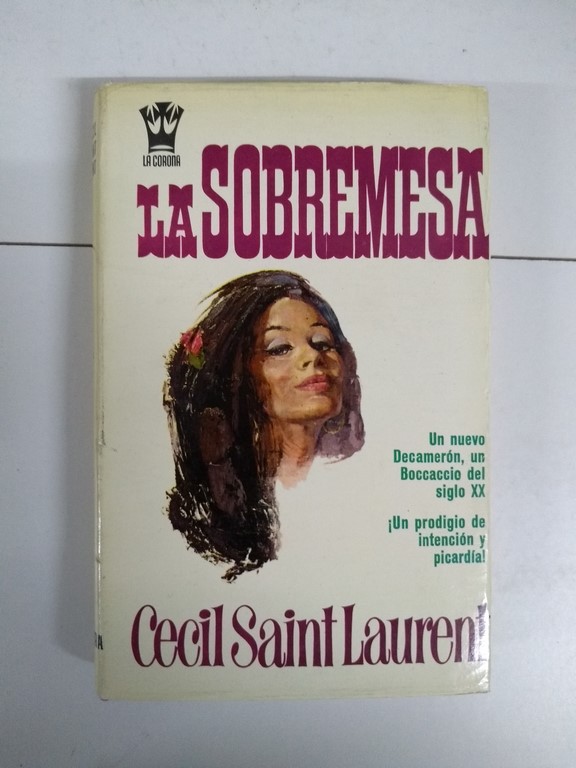 LA CORONA
LA SOBREMESA
Un nuevo
Decamerón, un
Boccaccio del
siglo XX
¡Un prodigio de
intención y
picardía!
Cecil Saint Laurent